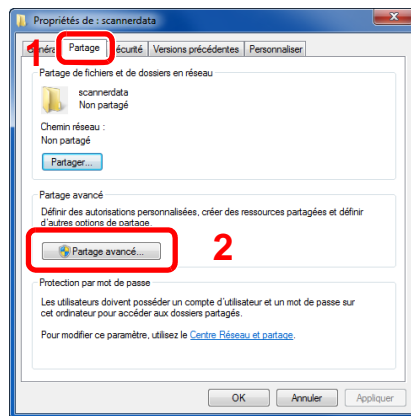 Propriétés de : scannerdata
1
Partage
Sécurité
Versions précédentes
Personnaliser
Partage de fichiers et de dossiers en réseau
scannerdata
Non partagé
Chemin réseau :
Non partagé
Partager...
Partage avancé
Définir des autorisations personnalisées, créer des ressources partagées et définir
d'autres options de partage.
Partage avancé...
2
Protection par mot de passe
Les utilisateurs doivent posséder un compte d'utilisateur et un mot de passe sur
cet ordinateur pour accéder aux dossiers partagés.
Pour modifier ce paramètre, utilisez le Centre Réseau et partage.
OK
Annuler
Appliquer